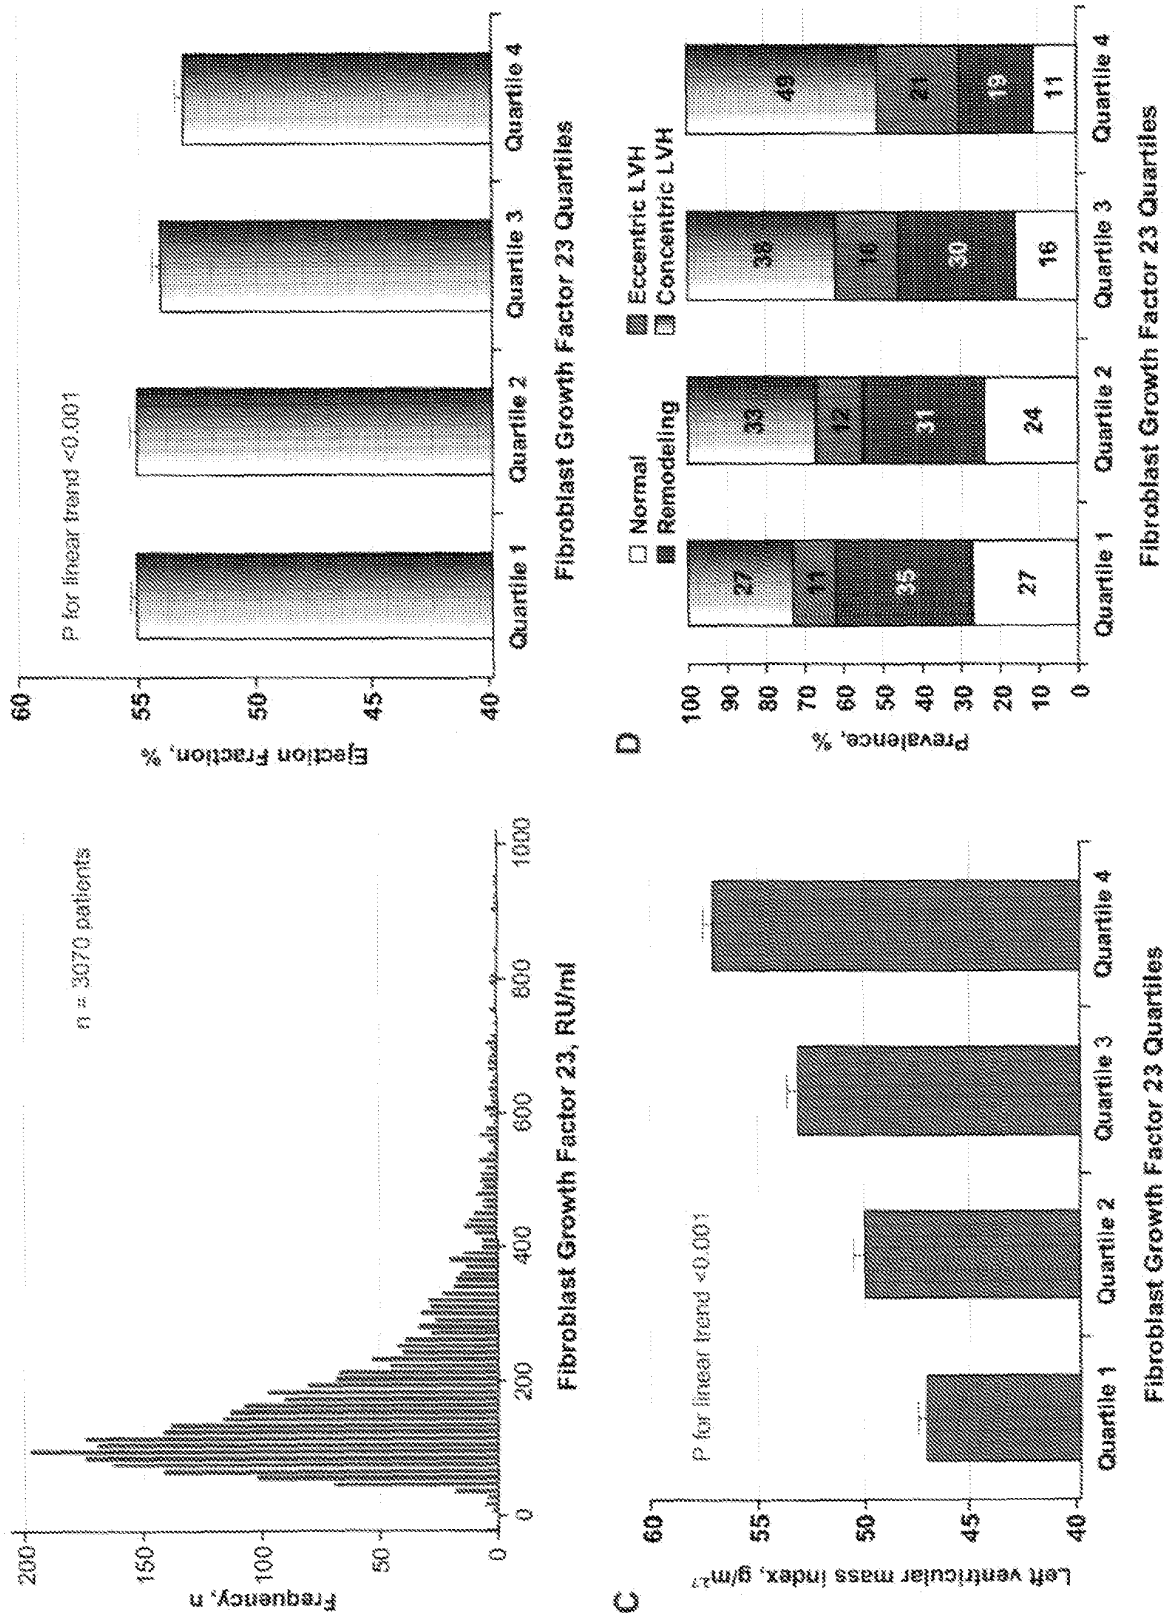 200
150
100
50
0
Frequency, n
n = 3070 patients
0
200
400
600
800
1000
Fibroblast Growth Factor 23, RU/ml
60
55
50
45
40
Ejection Fraction, %
P for linear trend <0.001
Quartile 1
Quartile 2
Quartile 3
Quartile 4
Fibroblast Growth Factor 23 Quartiles
C
60
55
50
45
40
Left ventricular mass index, g/m2.7
P for linear trend <0.001
Quartile 1
Quartile 2
Quartile 3
Quartile 4
Fibroblast Growth Factor 23 Quartiles
D
Normal
Remodeling
Eccentric LVH
Concentric LVH
100
90
80
70
60
50
40
30
20
10
0
Prevalence, %
27
11
35
27
33
12
31
24
38
16
30
16
49
21
19
11
Quartile 1
Quartile 2
Quartile 3
Quartile 4
Fibroblast Growth Factor 23 Quartiles